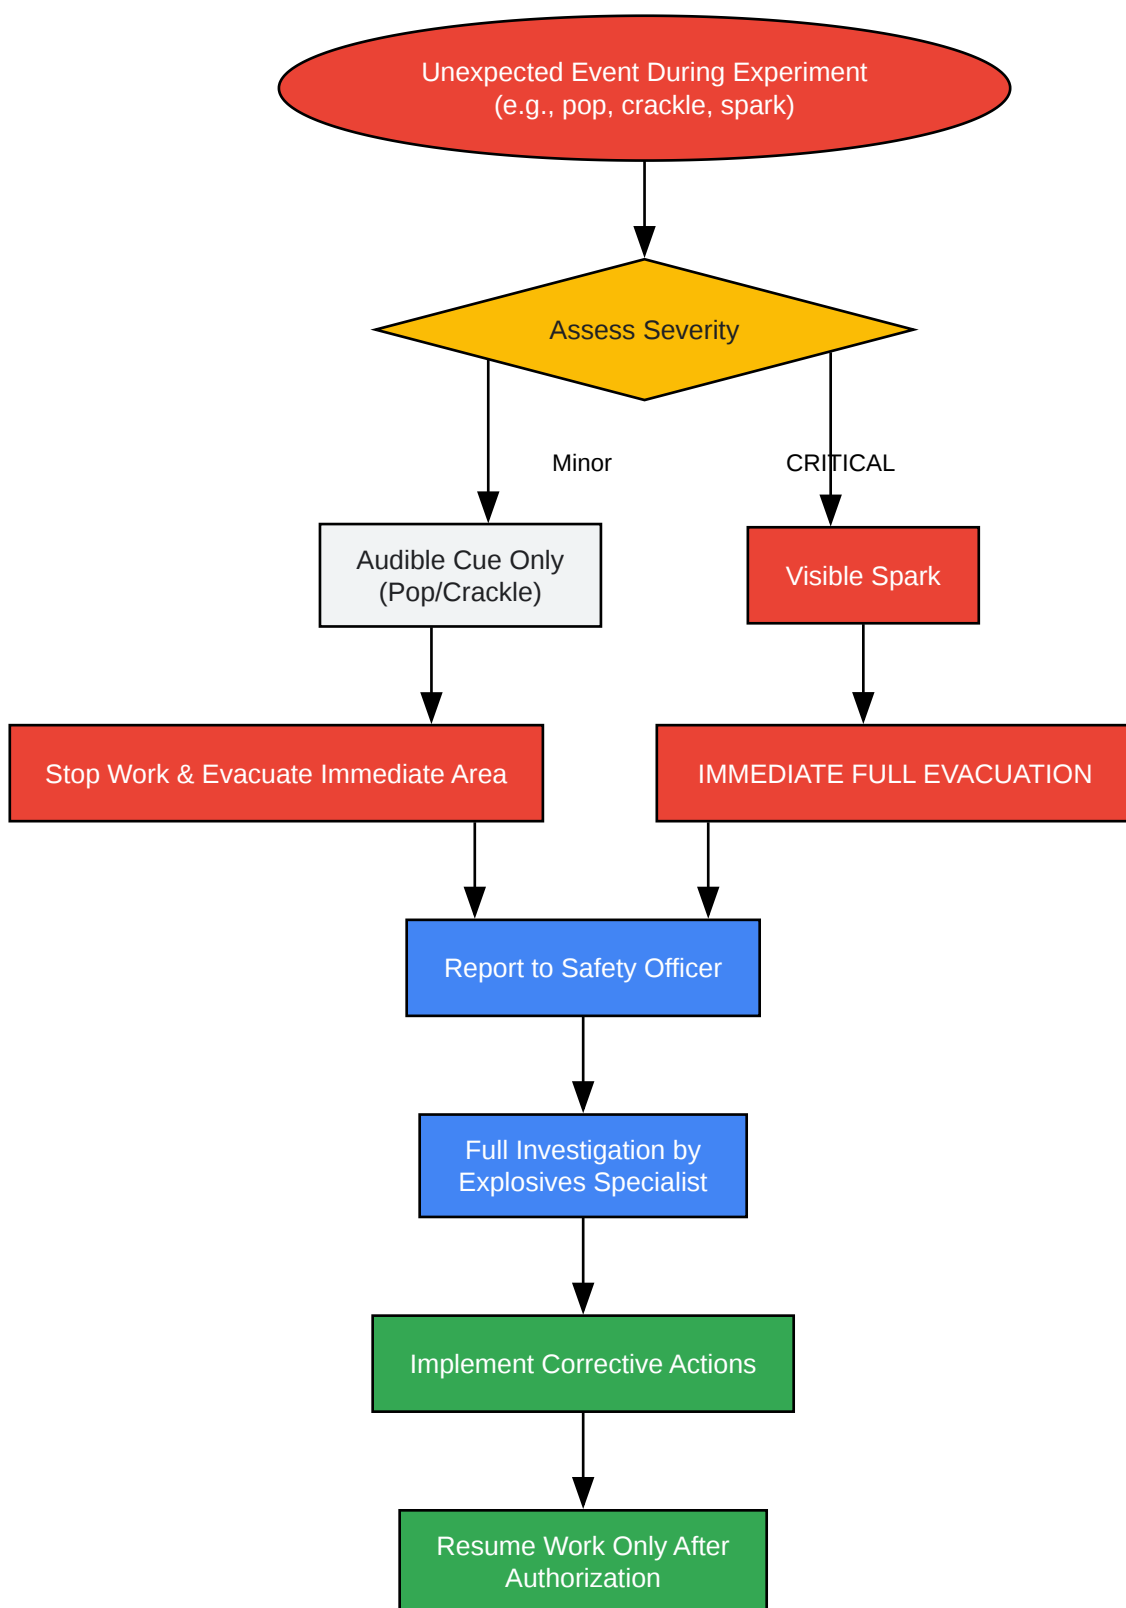 Unexpected Event During Experiment
(e.g., pop, crackle, spark)
Assess Severity
Minor
CRITICAL
Audible Cue Only
(Pop/Crackle)
Visible Spark
Stop Work & Evacuate Immediate Area
IMMEDIATE FULL EVACUATION
Report to Safety Officer
Full Investigation by
Explosives Specialist
Implement Corrective Actions
Resume Work Only After
Authorization